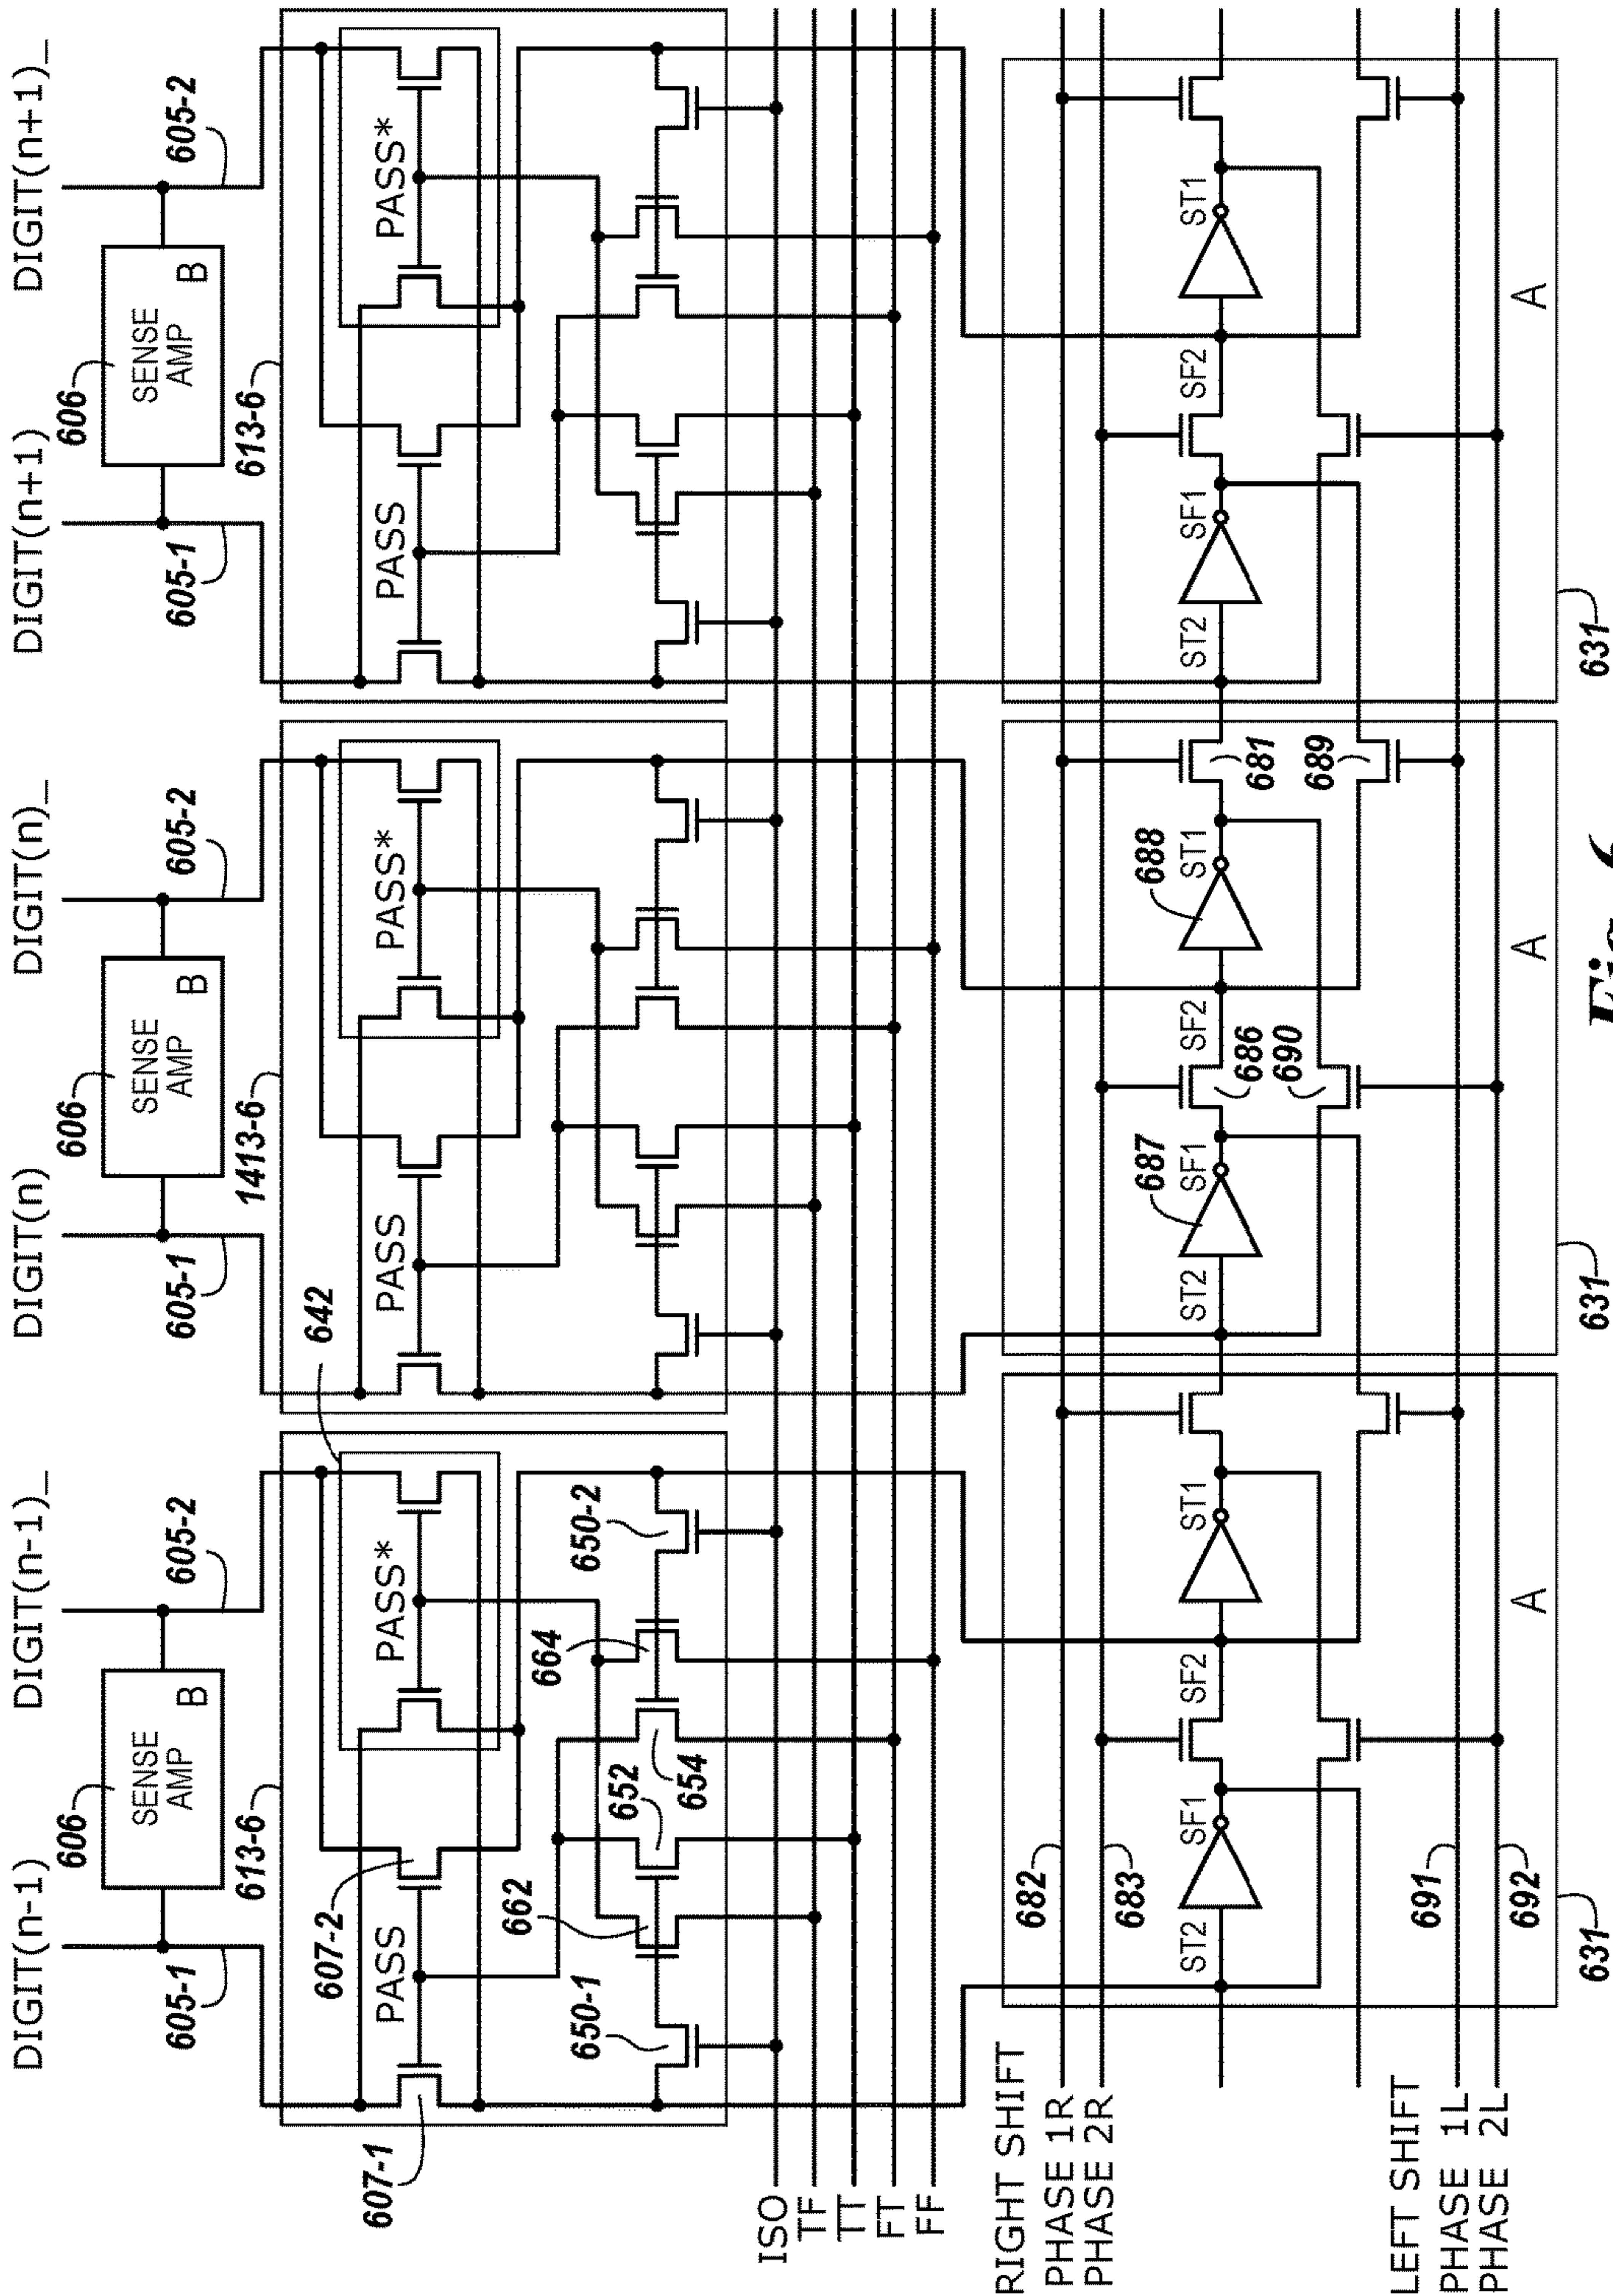 DIGIT(n-1)
DIGIT(n-1)_
DIGIT(n)
DIGIT(n)_
DIGIT(n+1)
DIGIT(n+1)_
606
SENSE
AMP
B
606
SENSE
AMP
B
606
SENSE
AMP
B
605-1
605-2
605-1
605-2
605-1
605-2
613-6
642
1413-6
613-6
607-2
PASS
PASS*
PASS
PASS*
PASS
PASS*
607-1
650-1
662
652
654
664
650-2
ISO
TF
TT
FT
FF
RIGHT SHIFT
PHASE 1R
PHASE 2R
682
683
ST2
SF1
SF2
ST1
ST2
687
SF1
686
690
SF2
688
ST1
681
689
ST2
SF1
SF2
ST1
LEFT SHIFT
PHASE 1L
PHASE 2L
691
692
A
A
A
631
631
631
Fig. 6